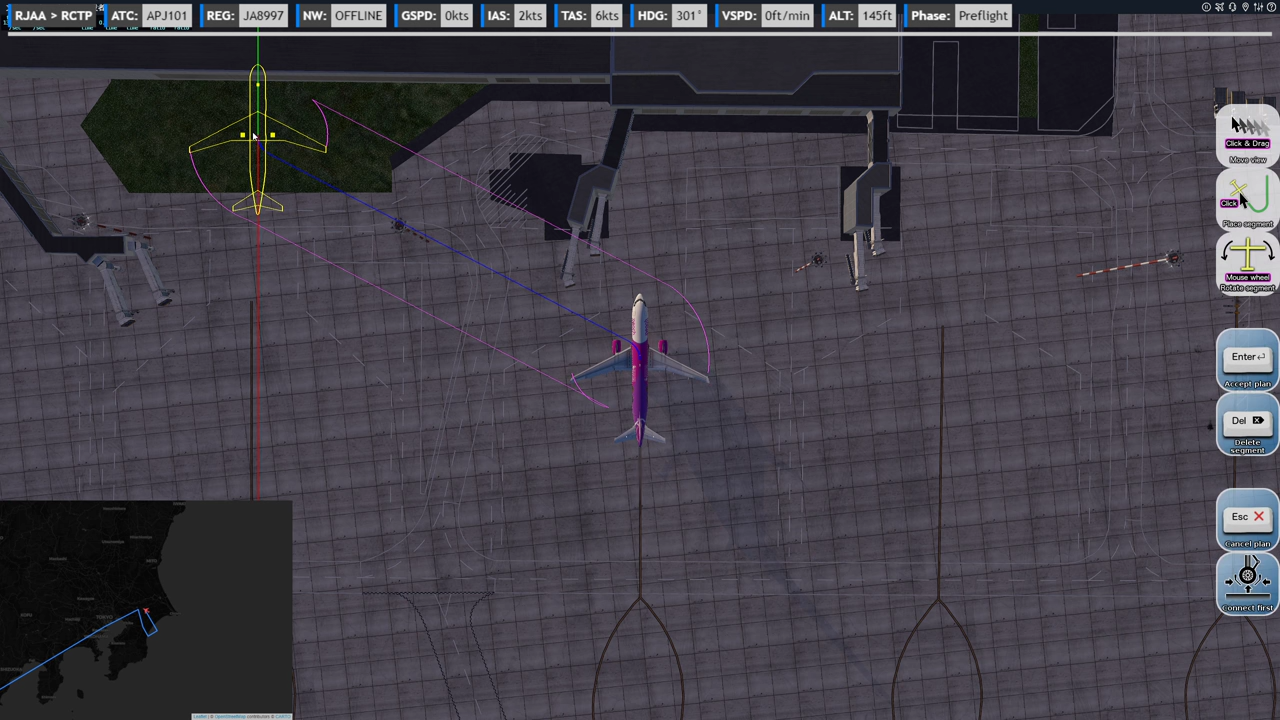 RJAA > RCTP ATC: APJ101 REG: JA8997 NW: OFFLINE GSPD: 0kts IAS: 2kts TAS: 6kts HDG: 301° VSPD: 0ft/min ALT: 145ft Phase: Preflight
Click & Drag
Move view
Click
Place segment
Mouse wheel
Rotate segment
Enter
Accept plan
Del
Delete
segment
Esc
Cancel plan
Connect first
TOKYO